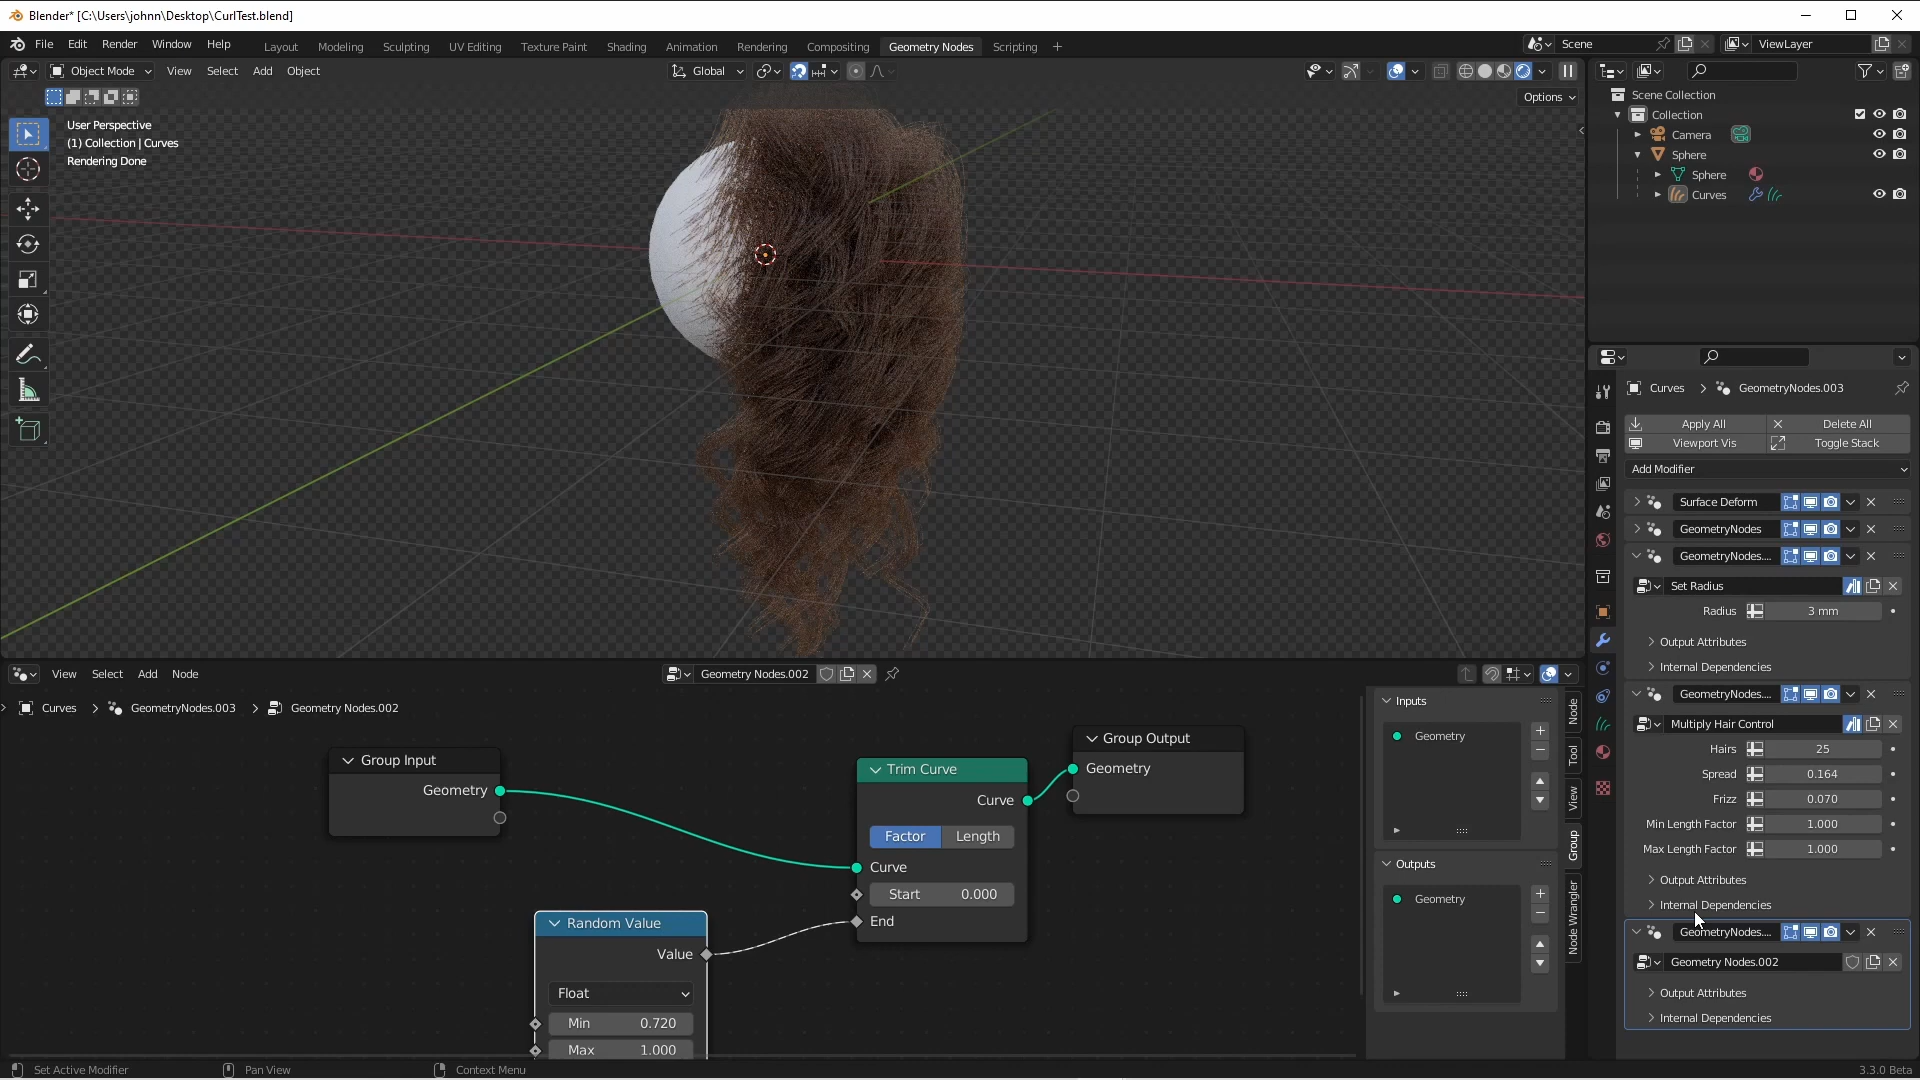 Blender* [C:\Users\johnn\Desktop\CurlTest.blend]
File Edit Render Window Help Layout Modeling Sculpting UV Editing Texture Paint Shading Animation Rendering Compositing Geometry Nodes Scripting + Scene ViewLayer
Object Mode View Select Add Object Global
Options
User Perspective
(1) Collection | Curves
Rendering Done
Scene Collection
Collection
Camera
Sphere
Sphere
Curves
Curves > GeometryNodes.003
Apply All Delete All
Viewport Vis Toggle Stack
Add Modifier
Surface Deform
GeometryNodes
GeometryNodes....
Set Radius
Radius 3 mm
Output Attributes
Internal Dependencies
GeometryNodes....
Multiply Hair Control
Hairs 25
Spread 0.164
Frizz 0.070
Min Length Factor 1.000
Max Length Factor 1.000
Output Attributes
Internal Dependencies
GeometryNodes....
Geometry Nodes.002
Output Attributes
Internal Dependencies
View Select Add Node Geometry Nodes.002
Curves > GeometryNodes.003 > Geometry Nodes.002
Group Input
Geometry
Trim Curve
Curve
Factor Length
Curve
Start 0.000
End
Group Output
Geometry
Random Value
Value
Float
Min 0.720
Max 1.000
Inputs
Geometry
Outputs
Geometry
Node
Tool
View
Group
Node Wrangler
Set Active Modifier Pan View Context Menu 3.3.0 Beta